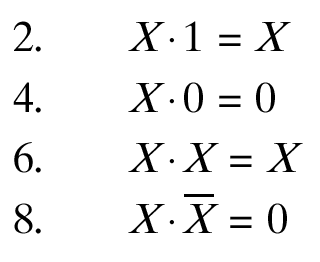 2. X·1 = X
4. X·0 = 0
6. X·X = X
8. X·X̅ = 0